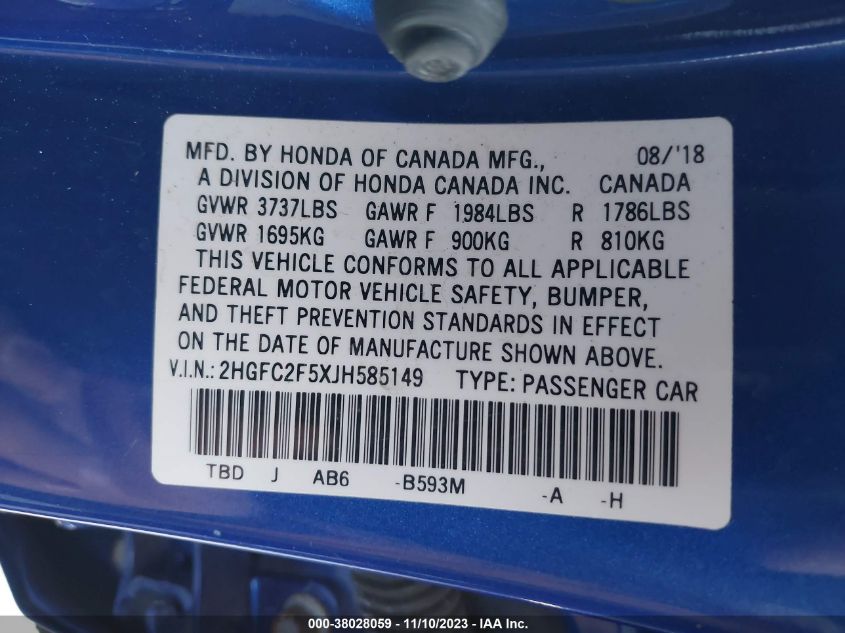 MFD. BY HONDA OF CANADA MFG., 08/'18
A DIVISION OF HONDA CANADA INC. CANADA
GVWR 3737LBS GAWR F 1984LBS R 1786LBS
GVWR 1695KG GAWR F 900KG R 810KG
THIS VEHICLE CONFORMS TO ALL APPLICABLE
FEDERAL MOTOR VEHICLE SAFETY, BUMPER,
AND THEFT PREVENTION STANDARDS IN EFFECT
ON THE DATE OF MANUFACTURE SHOWN ABOVE.
V.I.N.: 2HGFC2F5XJH585149 TYPE: PASSENGER CAR
TBD J AB6 -B593M -A -H
000-38028059 — 11/10/2023 — IAA Inc.